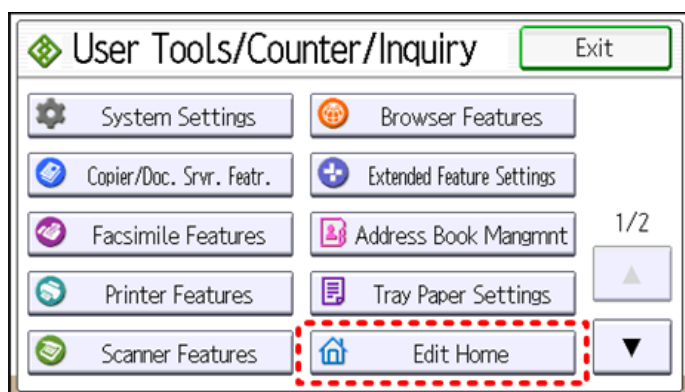 User Tools/Counter/Inquiry Exit
System Settings Browser Features
Copier/Doc. Srvr. Featr. Extended Feature Settings
Facsimile Features Address Book Mangmnt 1/2
Printer Features Tray Paper Settings ▲
Scanner Features Edit Home ▼